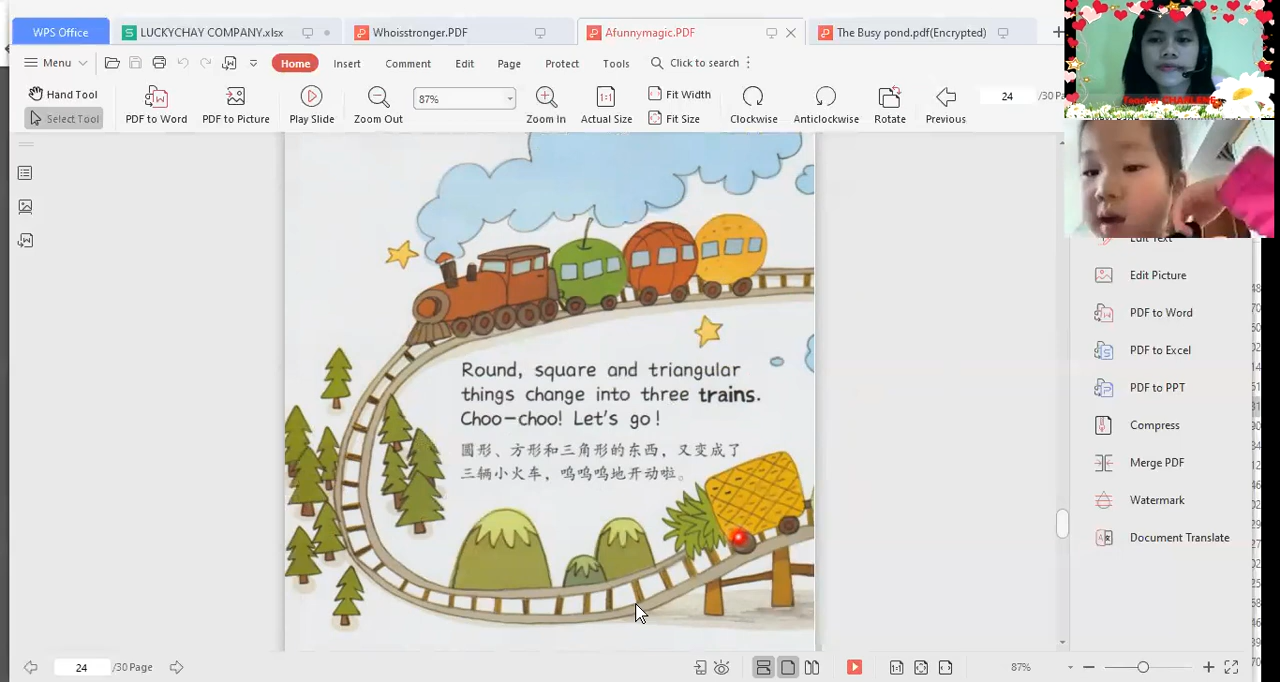 WPS Office
LUCKYCHAY COMPANY.xlsx
Whoisstronger.PDF
Afunnymagic.PDF
The Busy pond.pdf(Encrypted)
Menu
Home
Insert
Comment
Edit
Page
Protect
Tools
Click to search
Hand Tool
Select Tool
PDF to Word
PDF to Picture
Play Slide
Zoom Out
87%
Zoom In
Actual Size
Fit Width
Fit Size
Clockwise
Anticlockwise
Rotate
Previous
24
Teacher CHARLENE
Edit Text
Edit Picture
PDF to Word
PDF to Excel
PDF to PPT
Compress
Merge PDF
Watermark
Document Translate
Round, square and triangular
things change into three trains.
Choo-choo! Let's go!
圆形、方形和三角形的东西，又变成了
三辆小火车，呜呜呜地开动啦。
24
/30 Page
87%